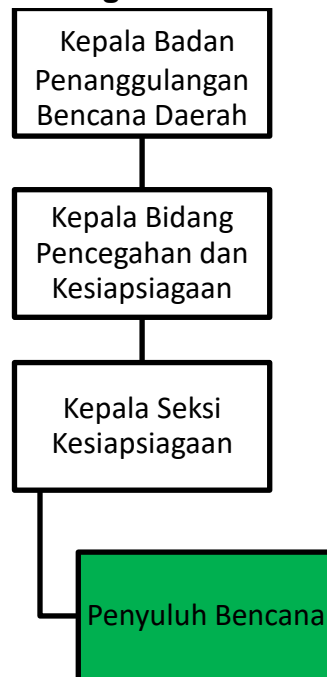 Kepala Badan
Penanggulangan
Bencana Daerah
Kepala Bidang
Pencegahan dan
Kesiapsiagaan
Kepala Seksi
Kesiapsiagaan
Penyuluh Bencana